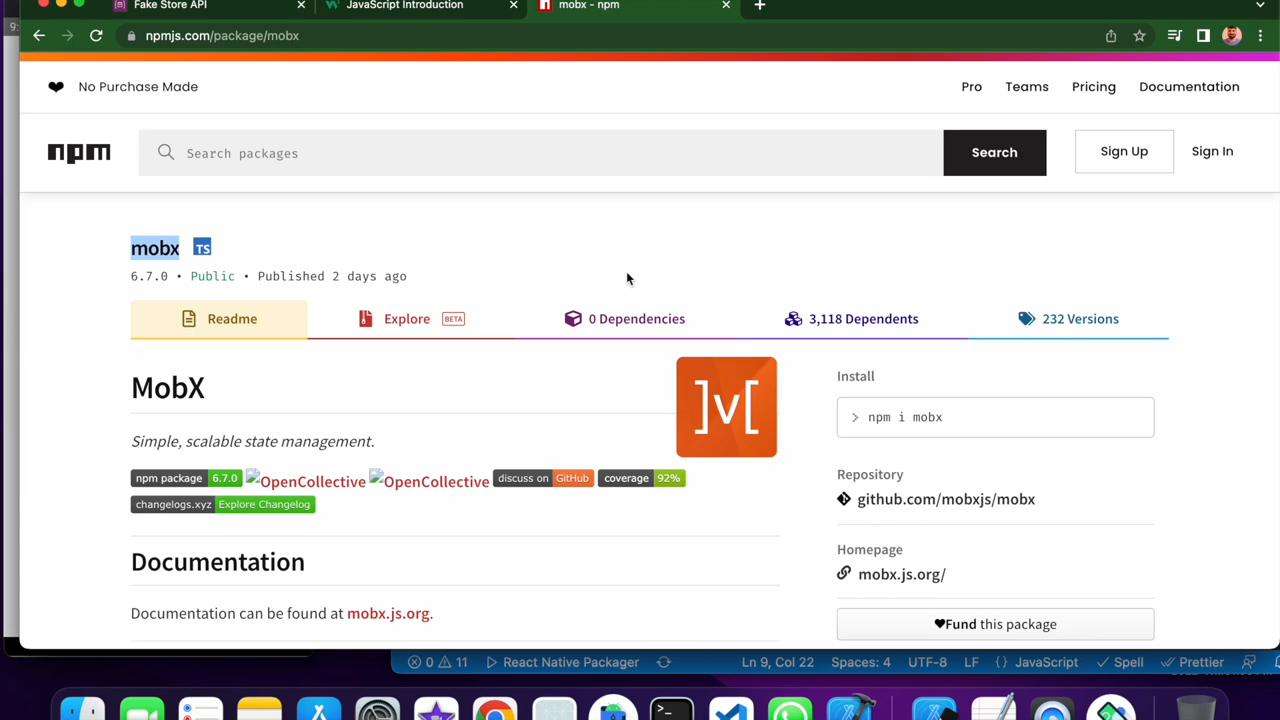 Fake Store API
JavaScript Introduction
mobx - npm
9:
npmjs.com/package/mobx
No Purchase Made
Pro
Teams
Pricing
Documentation
npm
Search packages
Search
Sign Up
Sign In
mobx TS
6.7.0 • Public • Published 2 days ago
Readme
Explore BETA
0 Dependencies
3,118 Dependents
232 Versions
MobX
]v[
Simple, scalable state management.
npm package 6.7.0 OpenCollective OpenCollective discuss on GitHub coverage 92%
changelogs.xyz Explore Changelog
Documentation
Documentation can be found at mobx.js.org.
Install
> npm i mobx
Repository
github.com/mobxjs/mobx
Homepage
mobx.js.org/
❤Fund this package
0 11 React Native Packager Ln 9, Col 22 Spaces: 4 UTF-8 LF {} JavaScript Spell Prettier